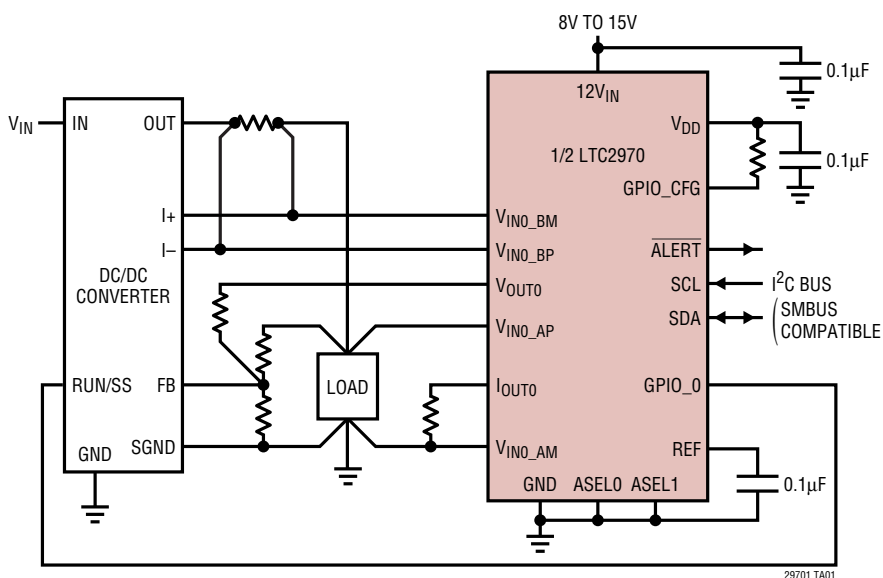 8V TO 15V
0.1µF
12V_IN
V_IN
IN
OUT
V_DD
1/2 LTC2970
0.1µF
GPIO_CFG
I+
V_IN0_BM
I–
V_IN0_BP
ALERT
DC/DC
CONVERTER
V_OUT0
SCL
I²C BUS
SDA
(SMBUS
COMPATIBLE
V_IN0_AP
RUN/SS
FB
LOAD
I_OUT0
GPIO_0
SGND
V_IN0_AM
REF
GND
0.1µF
GND
ASEL0
ASEL1
29701 TA01